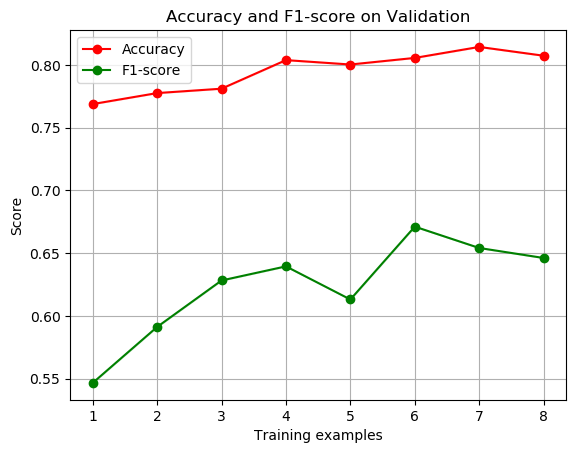 Accuracy and F1-score on Validation
Accuracy
F1-score
0.80
0.75
0.70
0.65
0.60
0.55
Score
1 2 3 4 5 6 7 8
Training examples